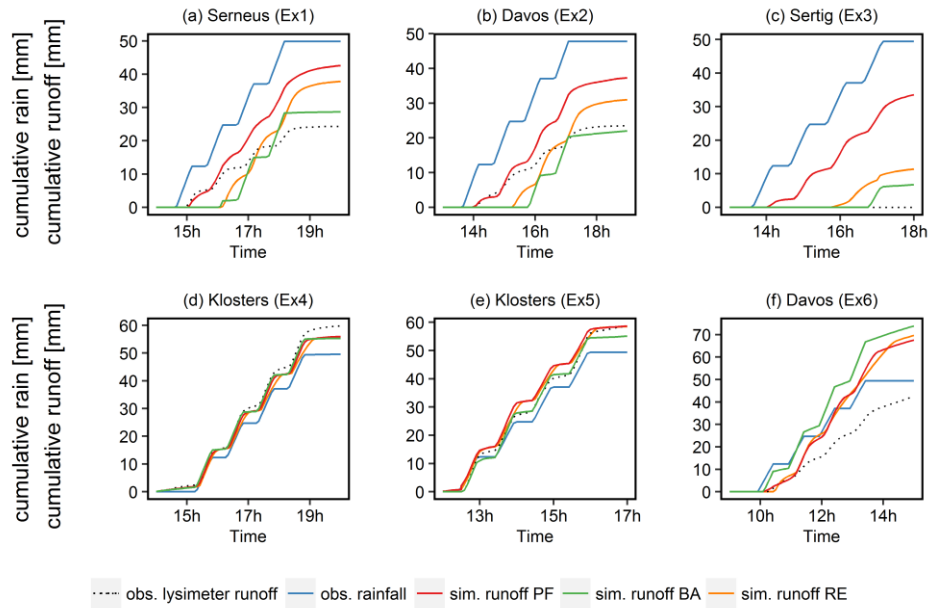 (a) Serneus (Ex1)
(b) Davos (Ex2)
(c) Sertig (Ex3)
cumulative rain [mm]
cumulative runoff [mm]
50
40
30
20
10
0
50
40
30
20
10
0
50
40
30
20
10
0
15h 17h 19h
14h 16h 18h
14h 16h 18h
Time
Time
Time
(d) Klosters (Ex4)
(e) Klosters (Ex5)
(f) Davos (Ex6)
cumulative rain [mm]
cumulative runoff [mm]
60
50
40
30
20
10
0
60
50
40
30
20
10
0
70
60
50
40
30
20
10
0
15h 17h 19h
13h 15h 17h
10h 12h 14h
Time
Time
Time
obs. lysimeter runoff obs. rainfall sim. runoff PF sim. runoff BA sim. runoff RE